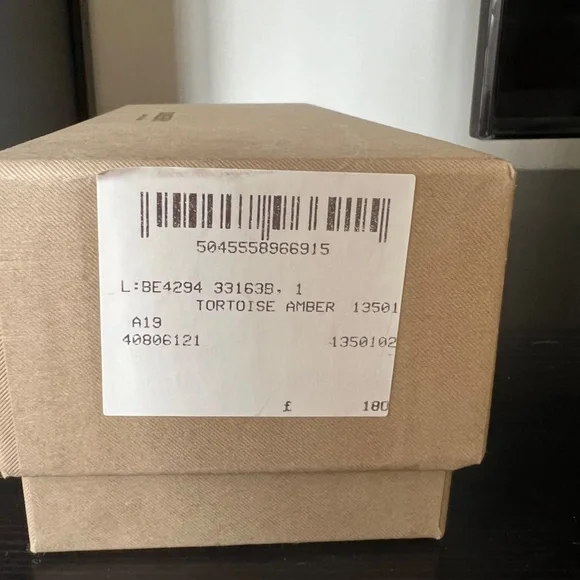 5045558966915
L:BE4294 33163B, 1
TORTOISE AMBER 13501
A19
40806121 1350102
£ 180